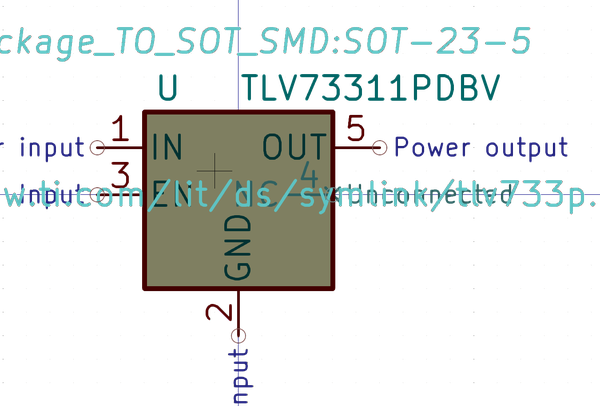 ckage_TO_SOT_SMD:SOT-23-5
U TLV73311PDBV
1 5
r input IN OUT Power output
3 4
w.ti.com/lit/ds/symlink/tlv733p.
Input EN NC Unconnected
GND
2
nput